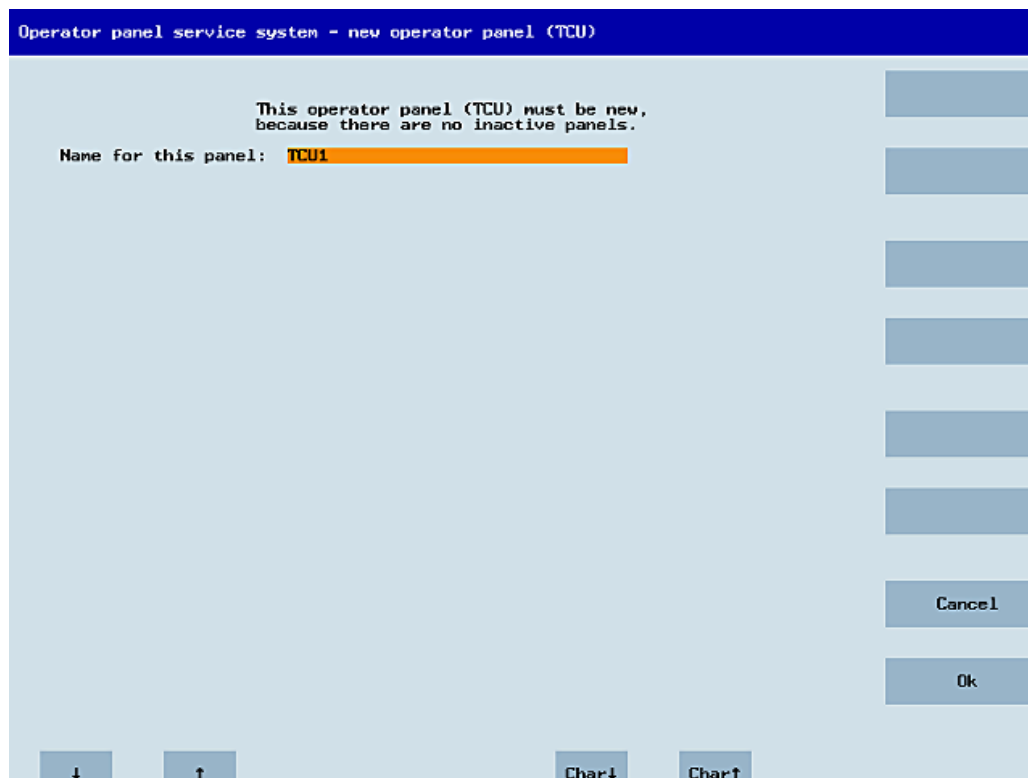 Operator panel service system - new operator panel (TCU)
This operator panel (TCU) must be new,
because there are no inactive panels.
Name for this panel: TCU1
Cancel
Ok
↓ ↑ Char↓ Char↑